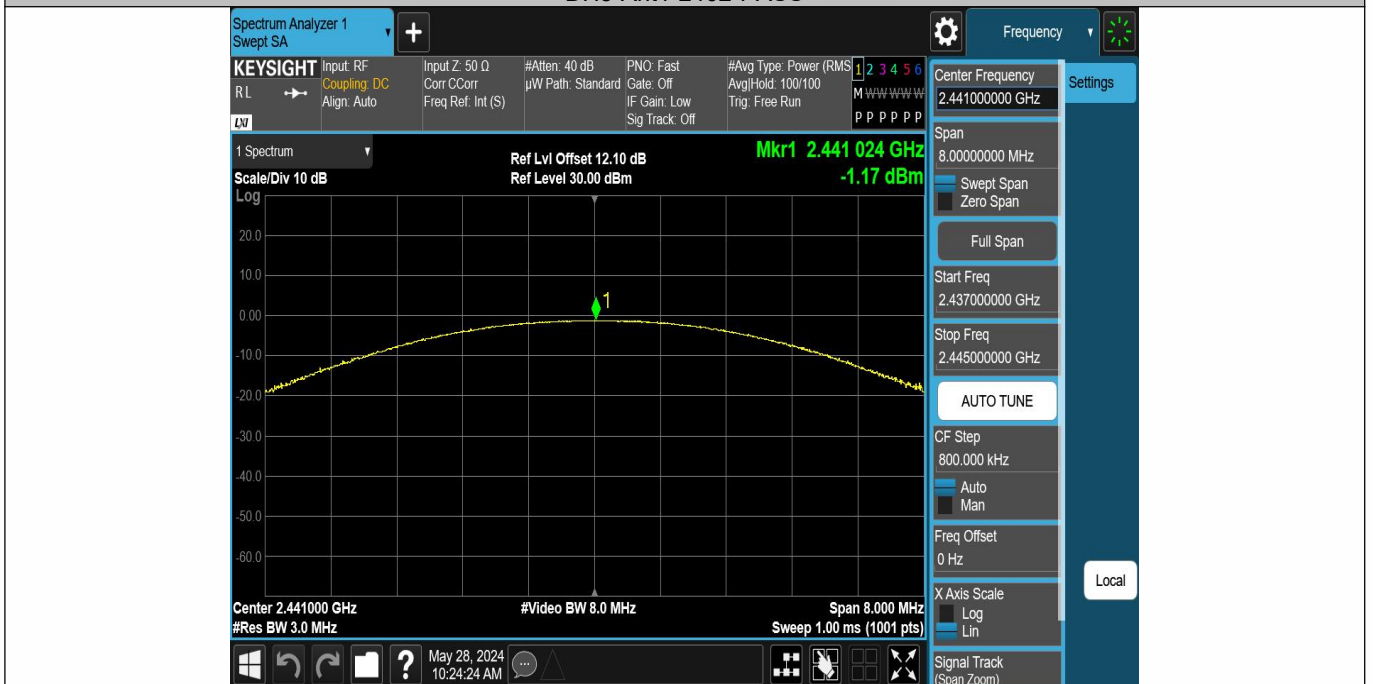 Spectrum Analyzer 1
Swept SA
Frequency
KEYSIGHT
RL
LXI
Input: RF
Coupling: DC
Align: Auto
Input Z: 50 Ω
Corr CCorr
Freq Ref: Int (S)
#Atten: 40 dB
µW Path: Standard
PNO: Fast
Gate: Off
IF Gain: Low
Sig Track: Off
#Avg Type: Power (RMS
Avg|Hold: 100/100
Trig: Free Run
1 2 3 4 5 6
M W W W W W
P P P P P P
Center Frequency
2.441000000 GHz
Settings
Span
8.00000000 MHz
Swept Span
Zero Span
Full Span
Start Freq
2.437000000 GHz
Stop Freq
2.445000000 GHz
AUTO TUNE
CF Step
800.000 kHz
Auto
Man
Freq Offset
0 Hz
X Axis Scale
Log
Lin
Signal Track
(Span Zoom)
Local
1 Spectrum
Scale/Div 10 dB
Log
Ref Lvl Offset 12.10 dB
Ref Level 30.00 dBm
Mkr1 2.441 024 GHz
-1.17 dBm
20.0
10.0
1
0.00
-10.0
-20.0
-30.0
-40.0
-50.0
-60.0
Center 2.441000 GHz
#Res BW 3.0 MHz
#Video BW 8.0 MHz
Span 8.000 MHz
Sweep 1.00 ms (1001 pts)
?
May 28, 2024
10:24:24 AM